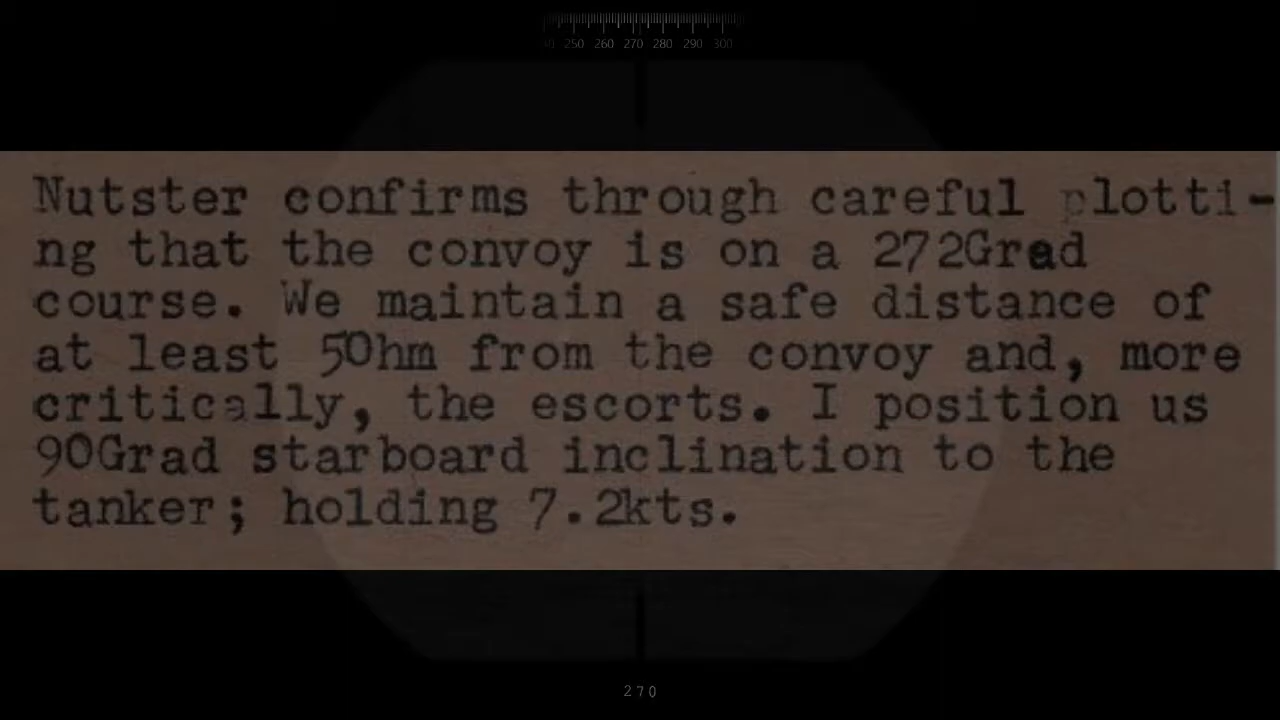 250 260 270 280 290 300
Nutster confirms through careful plotti-
ng that the convoy is on a 272Grad
course. We maintain a safe distance of
at least 50hm from the convoy and, more
critically, the escorts. I position us
90Grad starboard inclination to the
tanker; holding 7.2kts.
270